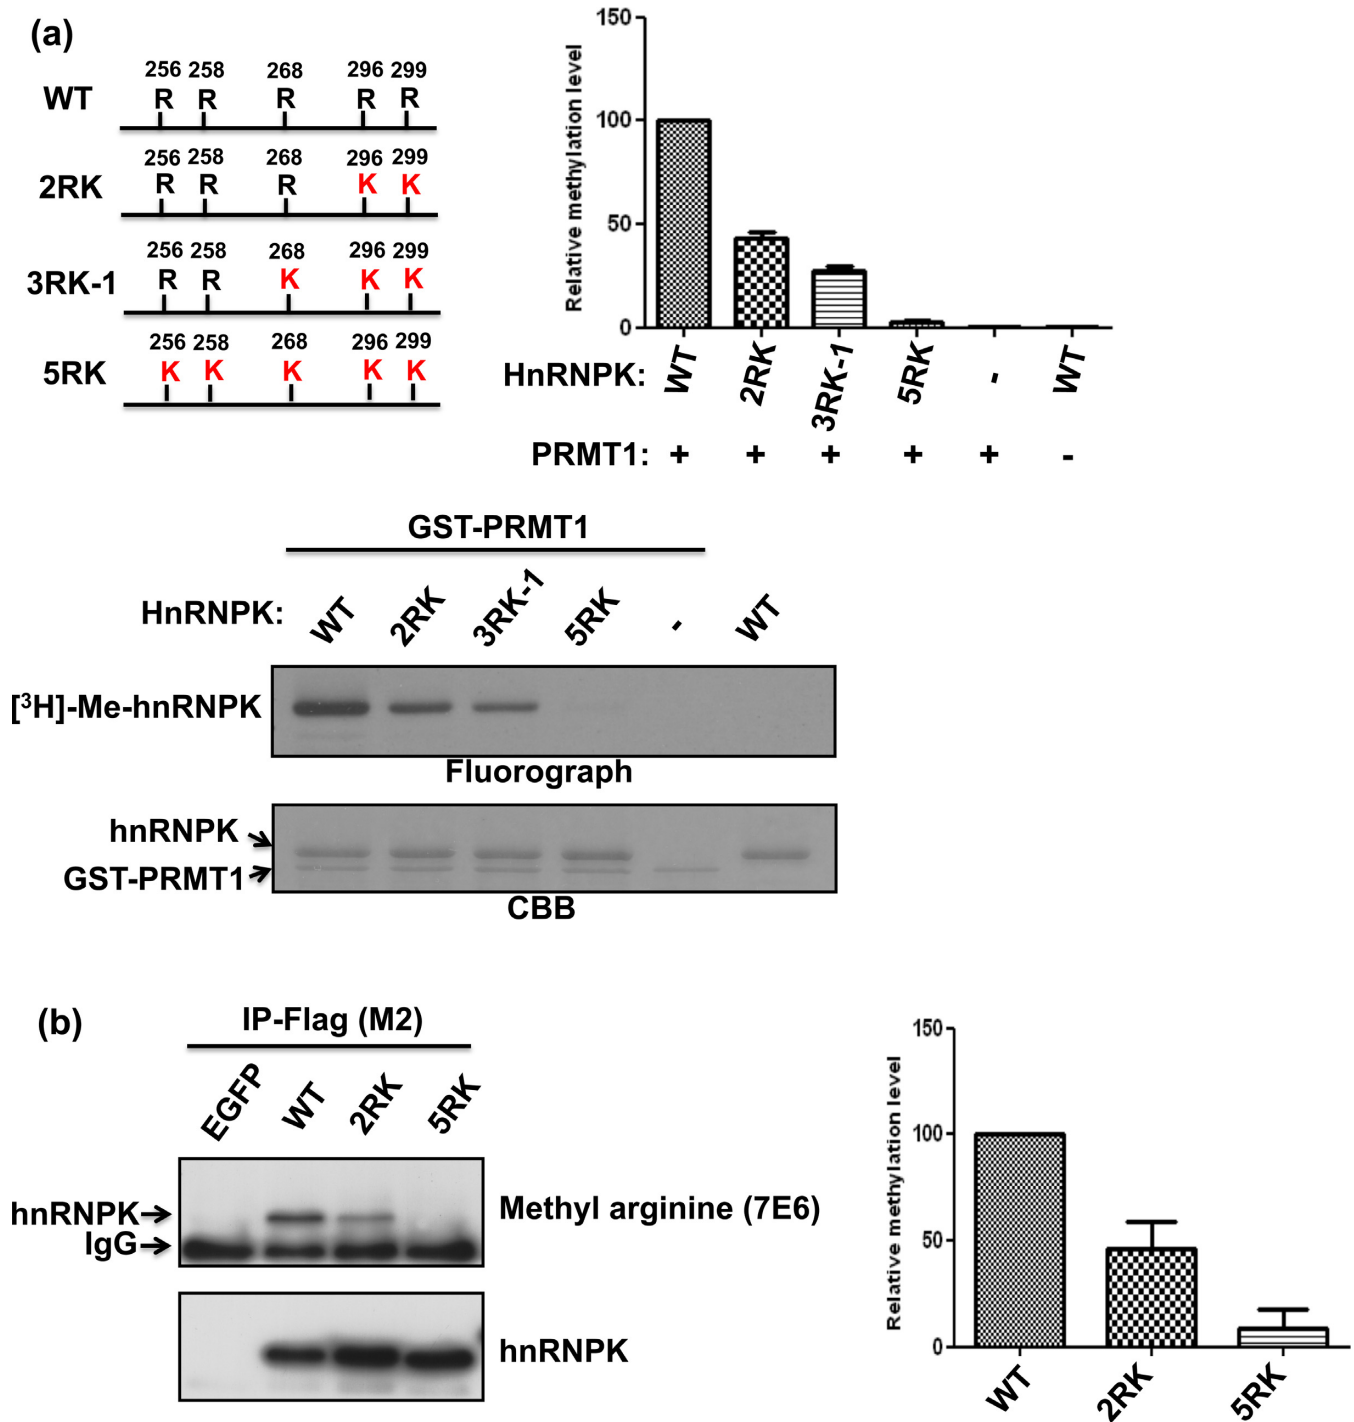 (a)
256 258 268 296 299
WT R R R R R
256 258 268 296 299
2RK R R R K K
256 258 268 296 299
3RK-1 R R K K K
256 258 268 296 299
5RK K K K K K
Relative methylation level
150
100
50
0
HnRNPK: WT 2RK 3RK-1 5RK - WT
PRMT1: + + + + + -
GST-PRMT1
HnRNPK: WT 2RK 3RK-1 5RK - WT
[³H]-Me-hnRNPK
Fluorograph
hnRNPK
GST-PRMT1
CBB
(b)
IP-Flag (M2)
EGFP WT 2RK 5RK
hnRNPK
IgG
Methyl arginine (7E6)
hnRNPK
Relative methylation level
150
100
50
0
WT 2RK 5RK